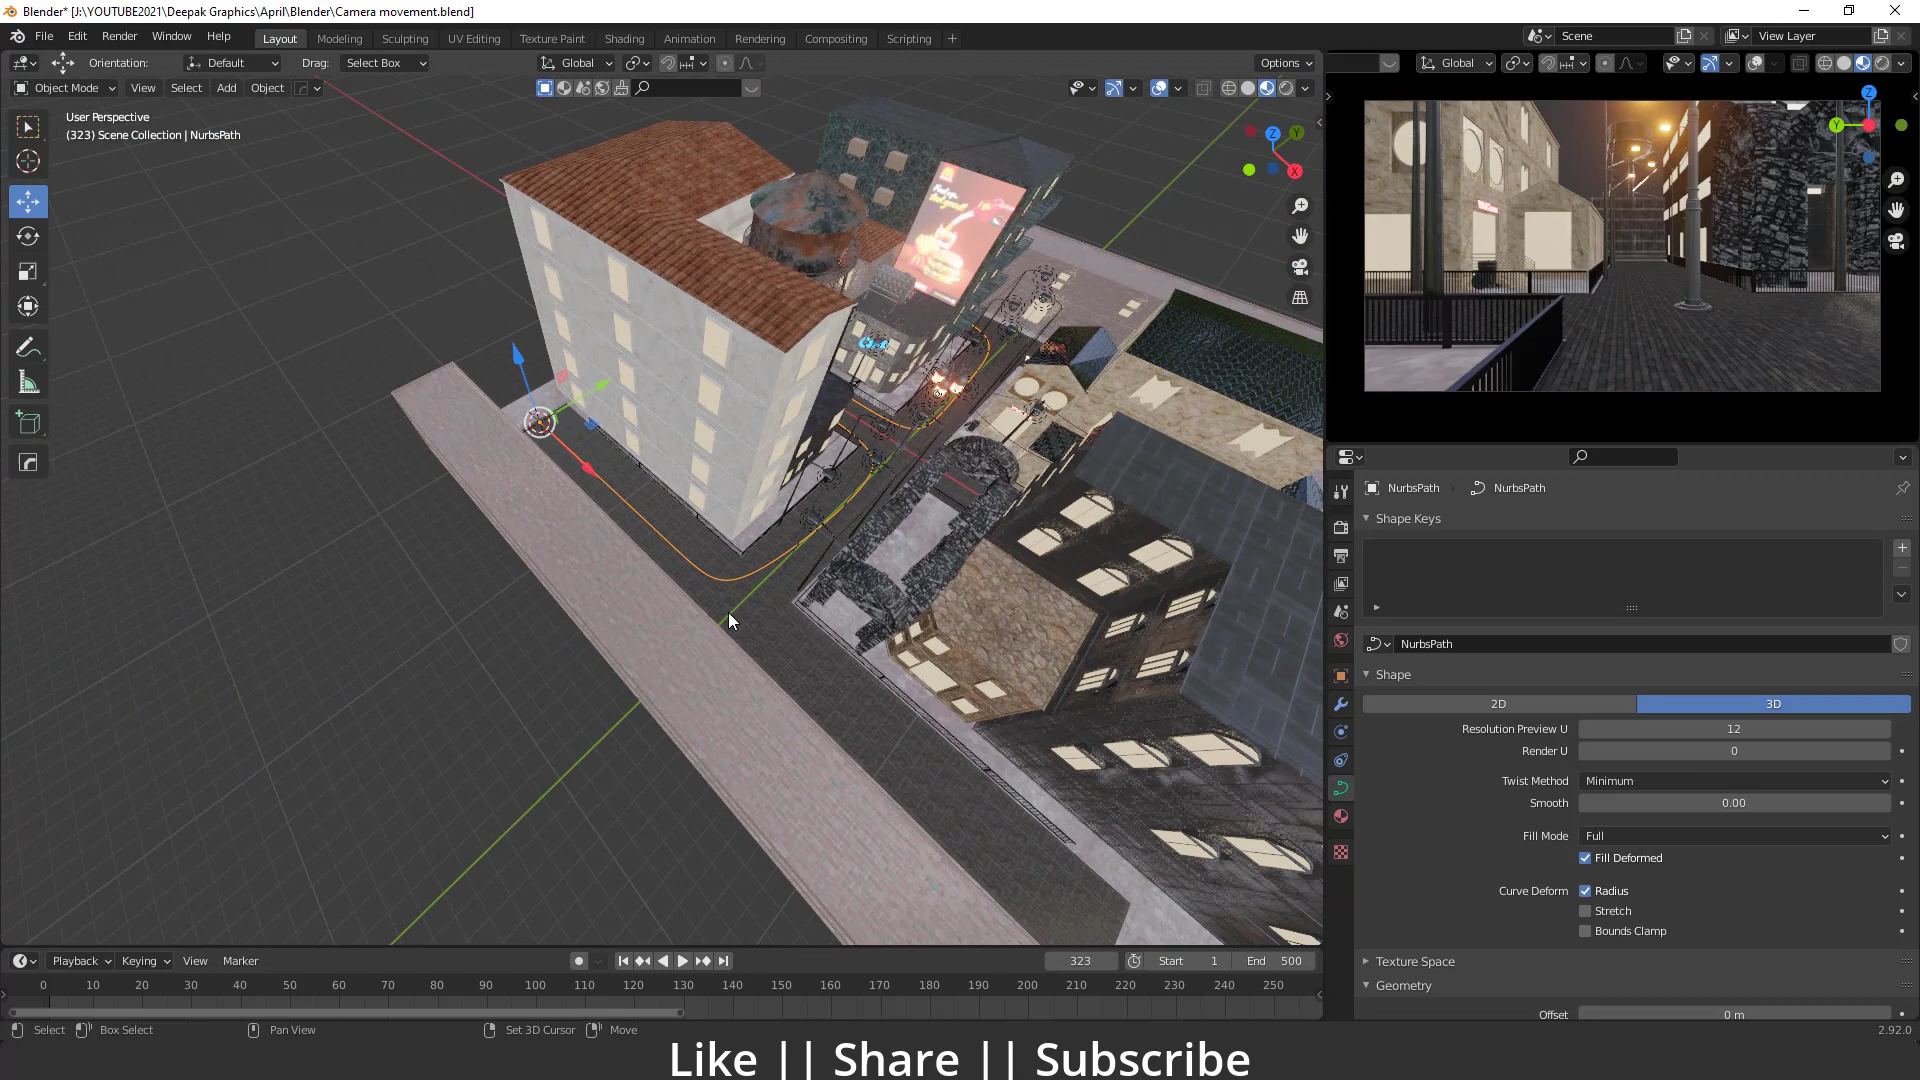 Blender* [J:\YOUTUBE2021\Deepak Graphics\April\Blender\Camera movement.blend]
File Edit Render Window Help Layout Modeling Sculpting UV Editing Texture Paint Shading Animation Rendering Compositing Scripting + Scene View Layer
Orientation: Default Drag: Select Box Global Options Global
Object Mode View Select Add Object
User Perspective
(323) Scene Collection | NurbsPath
Z Y X
Z Y
NurbsPath NurbsPath
Shape Keys
NurbsPath
Shape
2D 3D
Resolution Preview U 12
Render U 0
Twist Method Minimum
Smooth 0.00
Fill Mode Full
Fill Deformed
Curve Deform Radius
Stretch
Bounds Clamp
Texture Space
Geometry
Offset 0 m
Playback Keying View Marker 323 Start 1 End 500
0 10 20 30 40 50 60 70 80 90 100 110 120 130 140 150 160 170 180 190 200 210 220 230 240 250
Select Box Select Pan View Set 3D Cursor Move 2.92.0
Like || Share || Subscribe